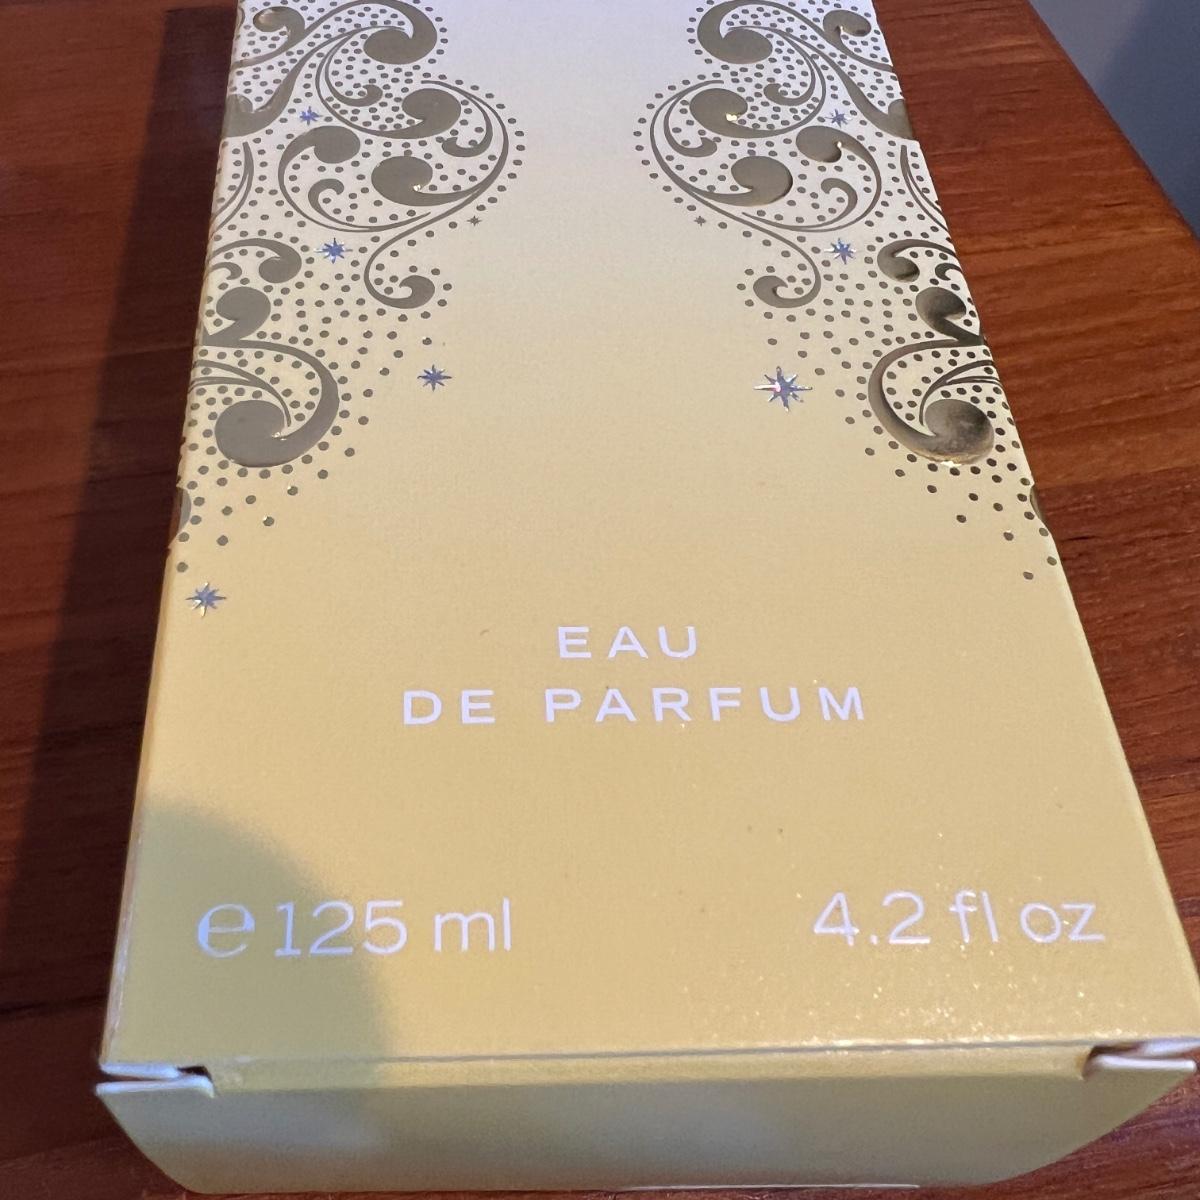 EAU
DE PARFUM
℮ 125 ml 4.2 fl oz